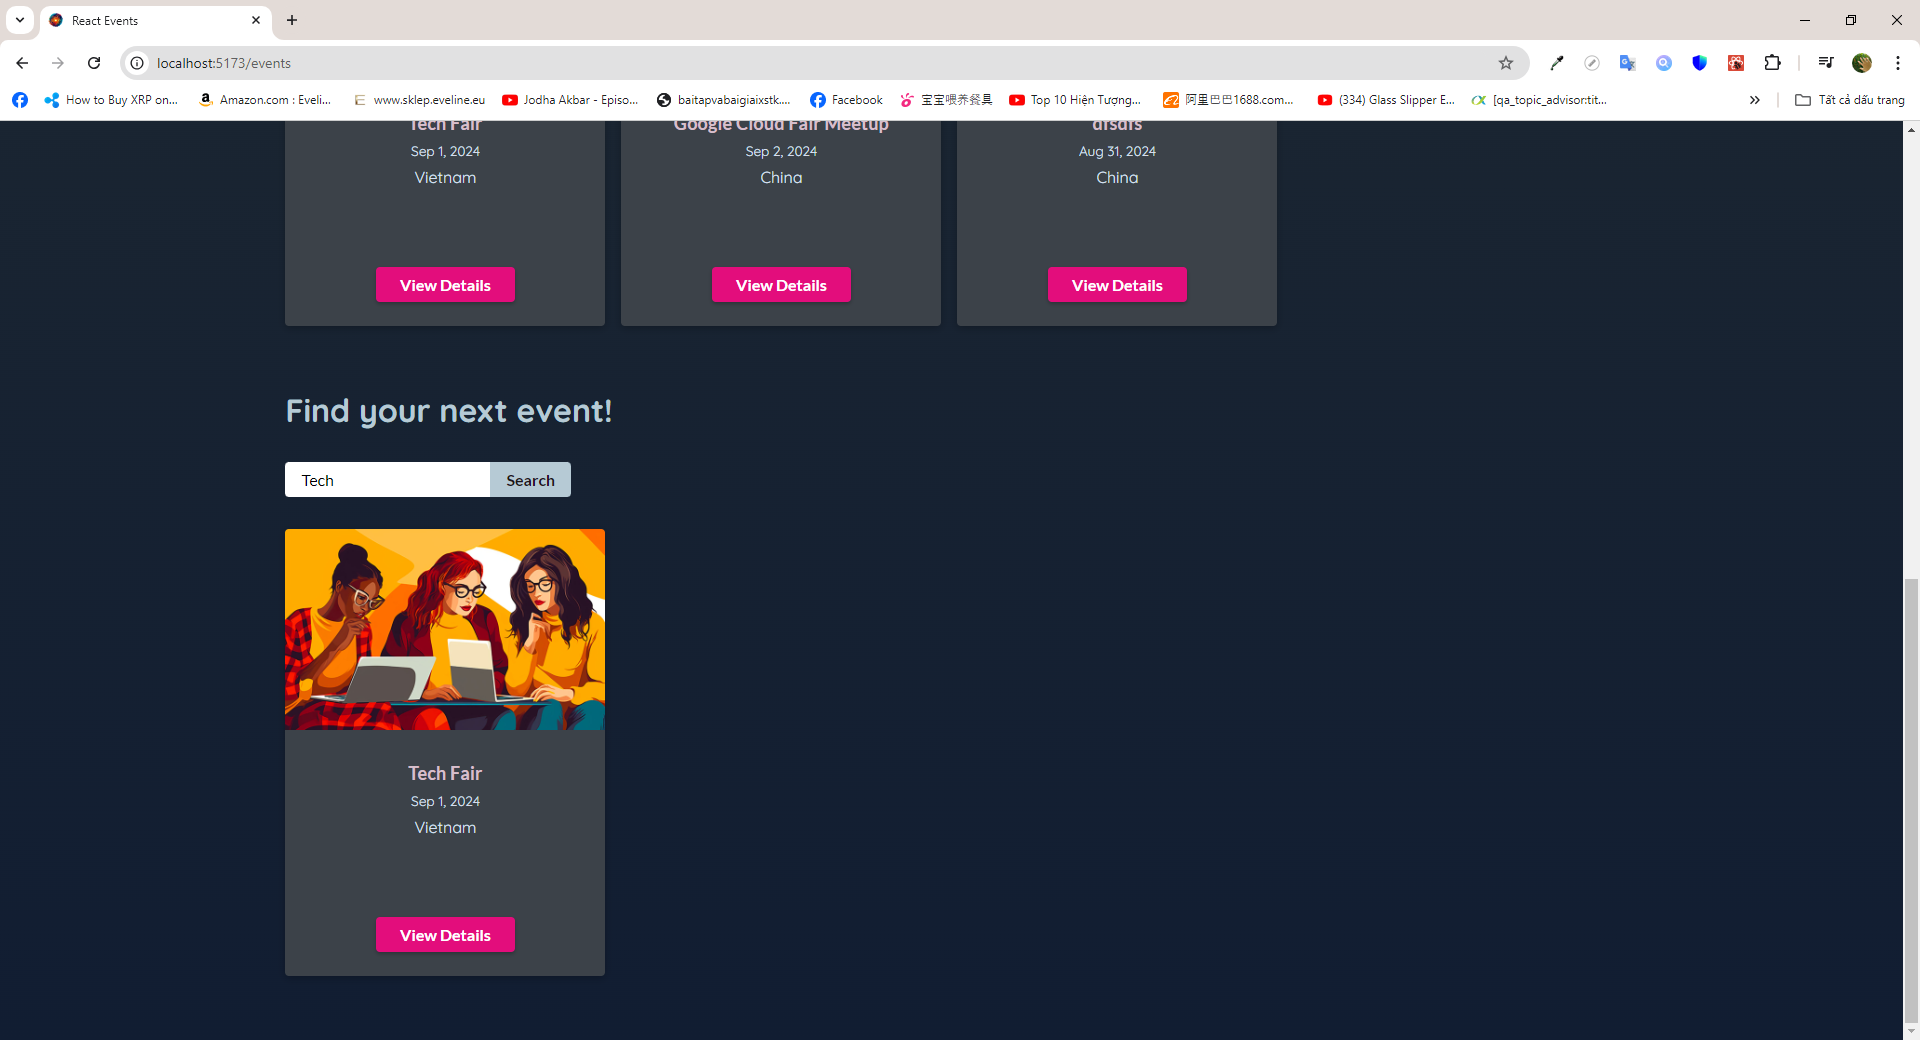 React Events
localhost:5173/events
How to Buy XRP on...
Amazon.com : Eveli...
www.sklep.eveline.eu
Jodha Akbar - Episo...
baitapvabaigiaixstk....
Facebook
宝宝喂养餐具
Top 10 Hiện Tượng...
阿里巴巴1688.com...
(334) Glass Slipper E...
[qa_topic_advisor:tit...
Tất cả dấu trang
Tech Fair
Sep 1, 2024
Vietnam
View Details
Google Cloud Fair Meetup
Sep 2, 2024
China
View Details
dfsdfs
Aug 31, 2024
China
View Details
Find your next event!
Tech
Search
Tech Fair
Sep 1, 2024
Vietnam
View Details